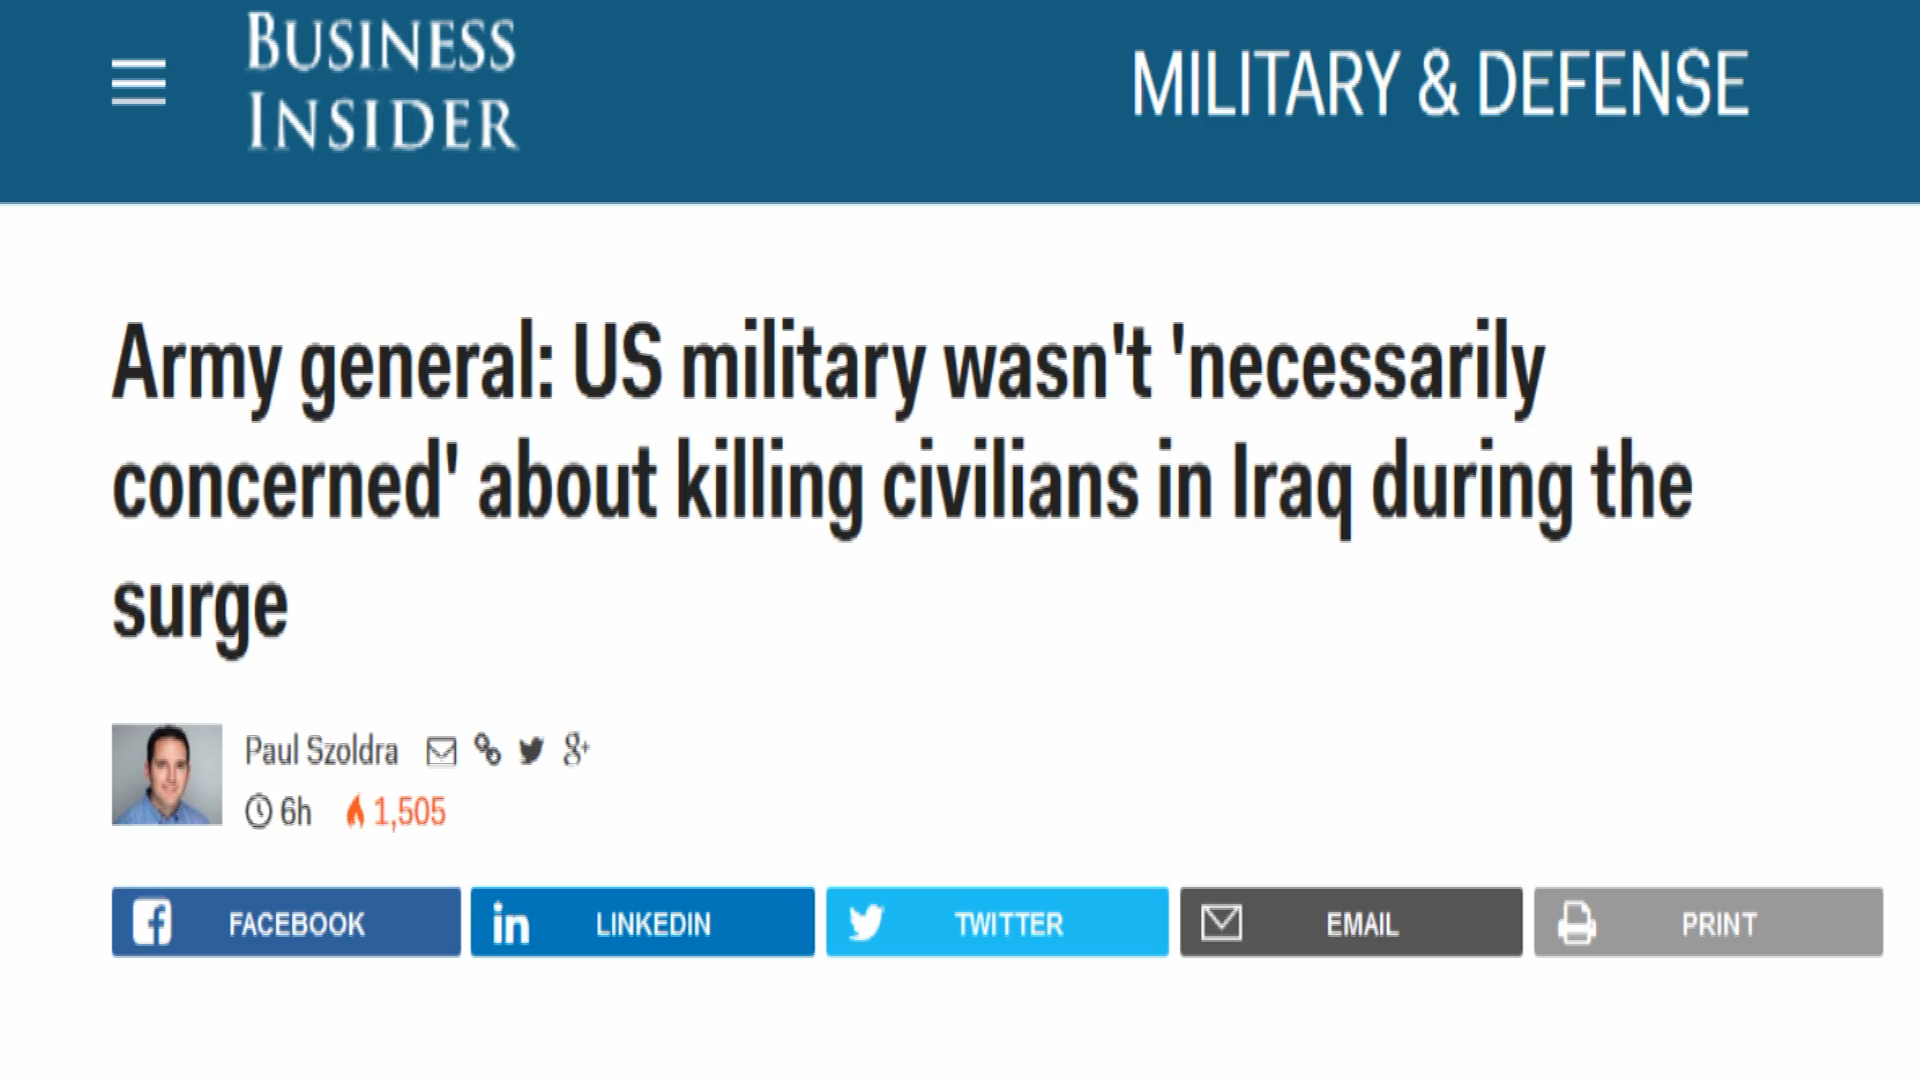 BUSINESS
INSIDER
MILITARY & DEFENSE
Army general: US military wasn't 'necessarily
concerned' about killing civilians in Iraq during the
surge
Paul Szoldra
6h 1,505
FACEBOOK
LINKEDIN
TWITTER
EMAIL
PRINT